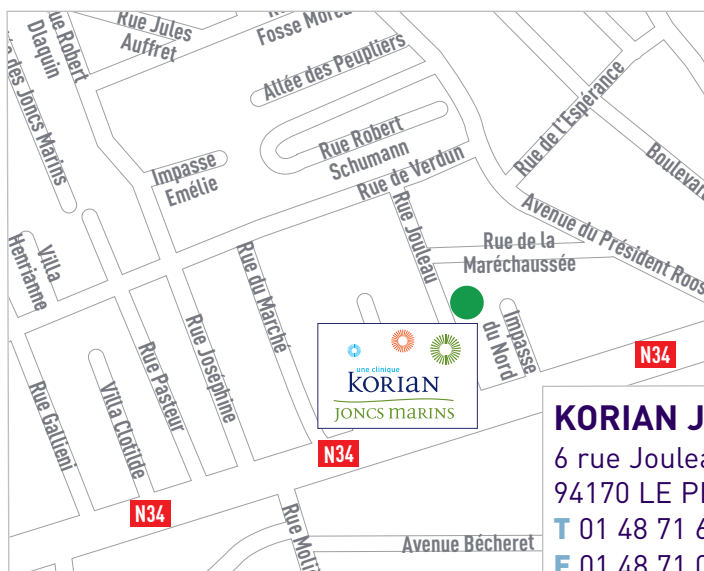 Rue Jules
Auffret
Fosse
Rue Robert
Diaquin
des Joncs Marins
Allée des Peupliers
Rue Robert
Schumann
Rue de Verdun
Impasse
Emélie
Rue de l'Espérance
Boulevar
Avenue du Président Roos
Rue Jouleau
Rue de la
Maréchaussée
Villa
Henrianne
Rue du Marché
Impasse
du Nord
Rue Joséphine
Rue Pasteur
Villa Clotilde
Rue Gallieni
une clinique
KORIAN
JONCS MARINS
N34
N34
N34
Rue Moli
Avenue Bécheret
KORIAN J
6 rue Joulea
94170 LE PE
T 01 48 71 6
F 01 48 71 0